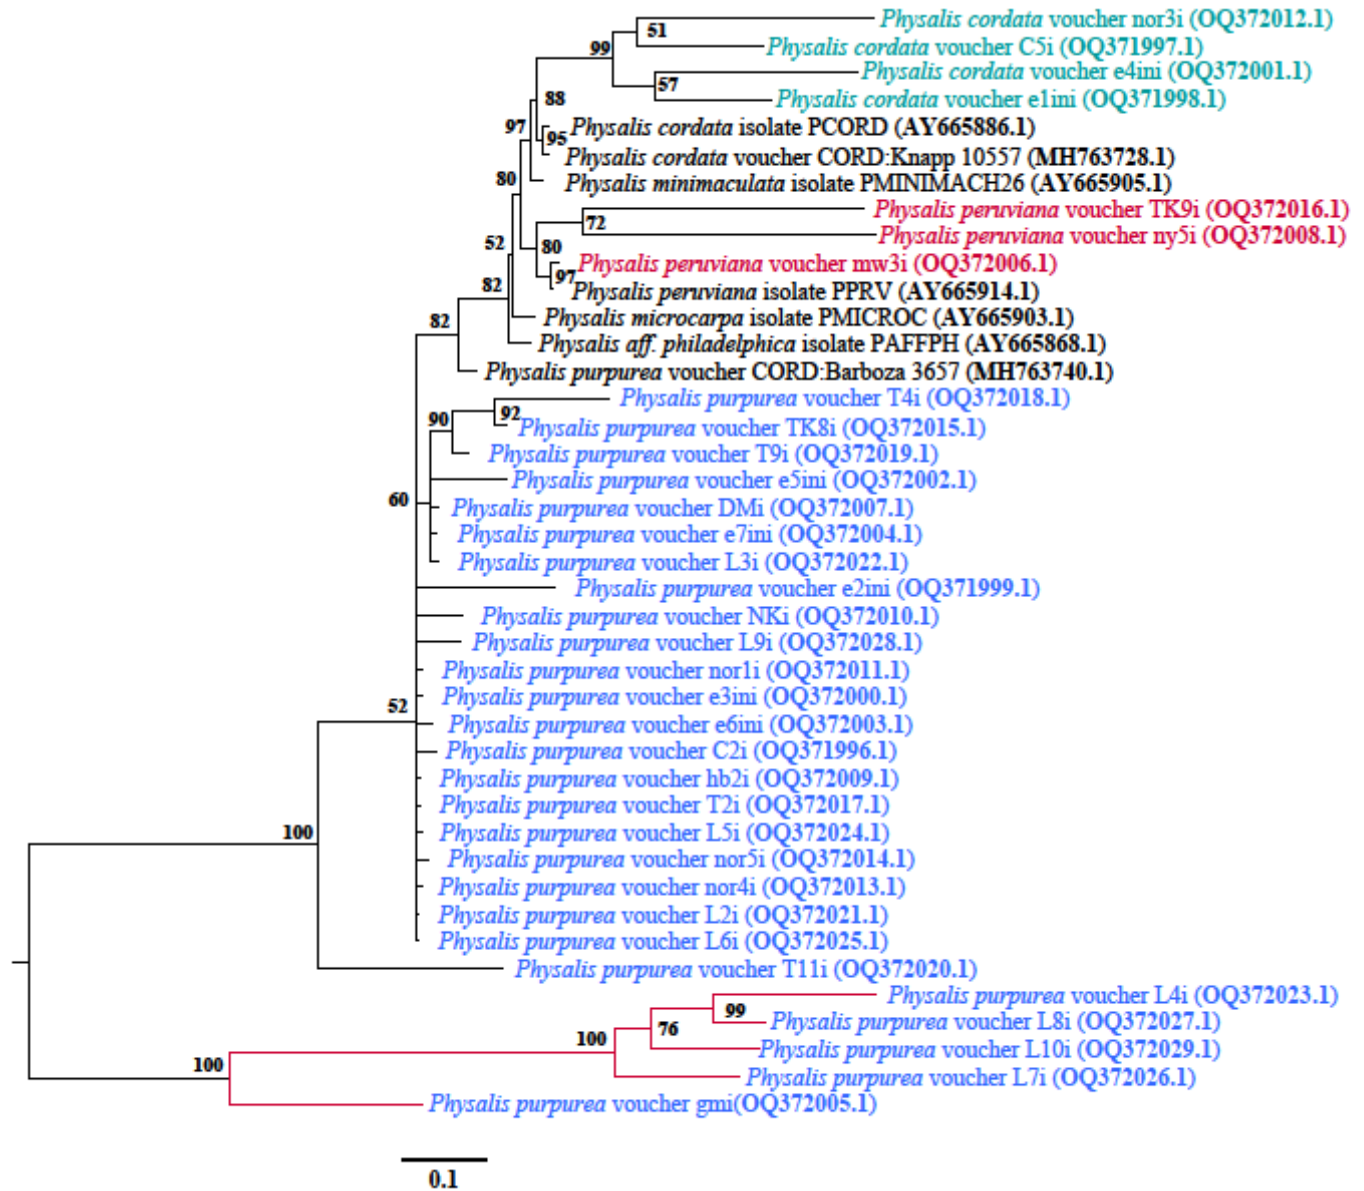 Physalis cordata voucher nor3i (OQ372012.1)
51
Physalis cordata voucher C5i (OQ371997.1)
99
Physalis cordata voucher e4ini (OQ372001.1)
57
Physalis cordata voucher e1ini (OQ371998.1)
88
Physalis cordata isolate PCORD (AY665886.1)
97
95
Physalis cordata voucher CORD:Knapp 10557 (MH763728.1)
Physalis minimaculata isolate PMINIMACH26 (AY665905.1)
80
Physalis peruviana voucher TK9i (OQ372016.1)
72
Physalis peruviana voucher ny5i (OQ372008.1)
52
80
Physalis peruviana voucher mw3i (OQ372006.1)
97
Physalis peruviana isolate PPRV (AY665914.1)
82
Physalis microcarpa isolate PMICROC (AY665903.1)
82
Physalis aff. philadelphica isolate PAFFPH (AY665868.1)
Physalis purpurea voucher CORD:Barboza 3657 (MH763740.1)
Physalis purpurea voucher T4i (OQ372018.1)
90
92
Physalis purpurea voucher TK8i (OQ372015.1)
Physalis purpurea voucher T9i (OQ372019.1)
Physalis purpurea voucher e5ini (OQ372002.1)
60
Physalis purpurea voucher DMi (OQ372007.1)
Physalis purpurea voucher e7ini (OQ372004.1)
Physalis purpurea voucher L3i (OQ372022.1)
Physalis purpurea voucher e2ini (OQ371999.1)
Physalis purpurea voucher NKi (OQ372010.1)
Physalis purpurea voucher L9i (OQ372028.1)
Physalis purpurea voucher nor1i (OQ372011.1)
Physalis purpurea voucher e3ini (OQ372000.1)
52
Physalis purpurea voucher e6ini (OQ372003.1)
Physalis purpurea voucher C2i (OQ371996.1)
Physalis purpurea voucher hb2i (OQ372009.1)
Physalis purpurea voucher T2i (OQ372017.1)
100
Physalis purpurea voucher L5i (OQ372024.1)
Physalis purpurea voucher nor5i (OQ372014.1)
Physalis purpurea voucher nor4i (OQ372013.1)
Physalis purpurea voucher L2i (OQ372021.1)
Physalis purpurea voucher L6i (OQ372025.1)
Physalis purpurea voucher T11i (OQ372020.1)
Physalis purpurea voucher L4i (OQ372023.1)
99
Physalis purpurea voucher L8i (OQ372027.1)
76
100
Physalis purpurea voucher L10i (OQ372029.1)
100
Physalis purpurea voucher L7i (OQ372026.1)
Physalis purpurea voucher gmi(OQ372005.1)
0.1